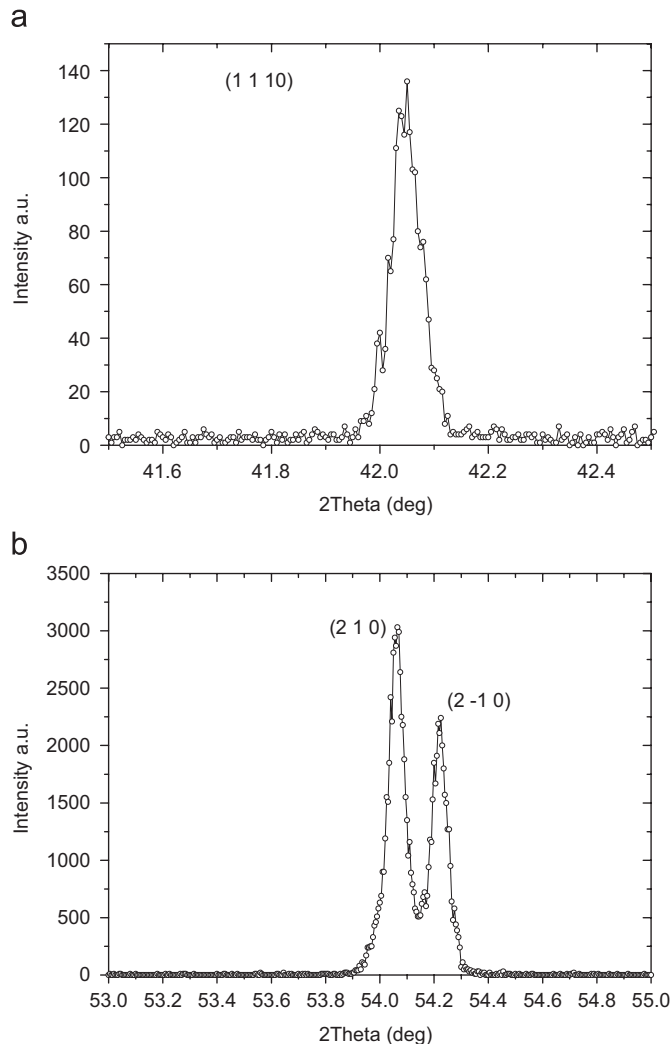 a
140
(1 1 10)
120
100
80
60
40
20
0
Intensity a.u.
41.6 41.8 42.0 42.2 42.4
2Theta (deg)
b
3500
3000
(2 1 0)
2500
(2 -1 0)
2000
1500
1000
500
0
Intensity a.u.
53.0 53.2 53.4 53.6 53.8 54.0 54.2 54.4 54.6 54.8 55.0
2Theta (deg)